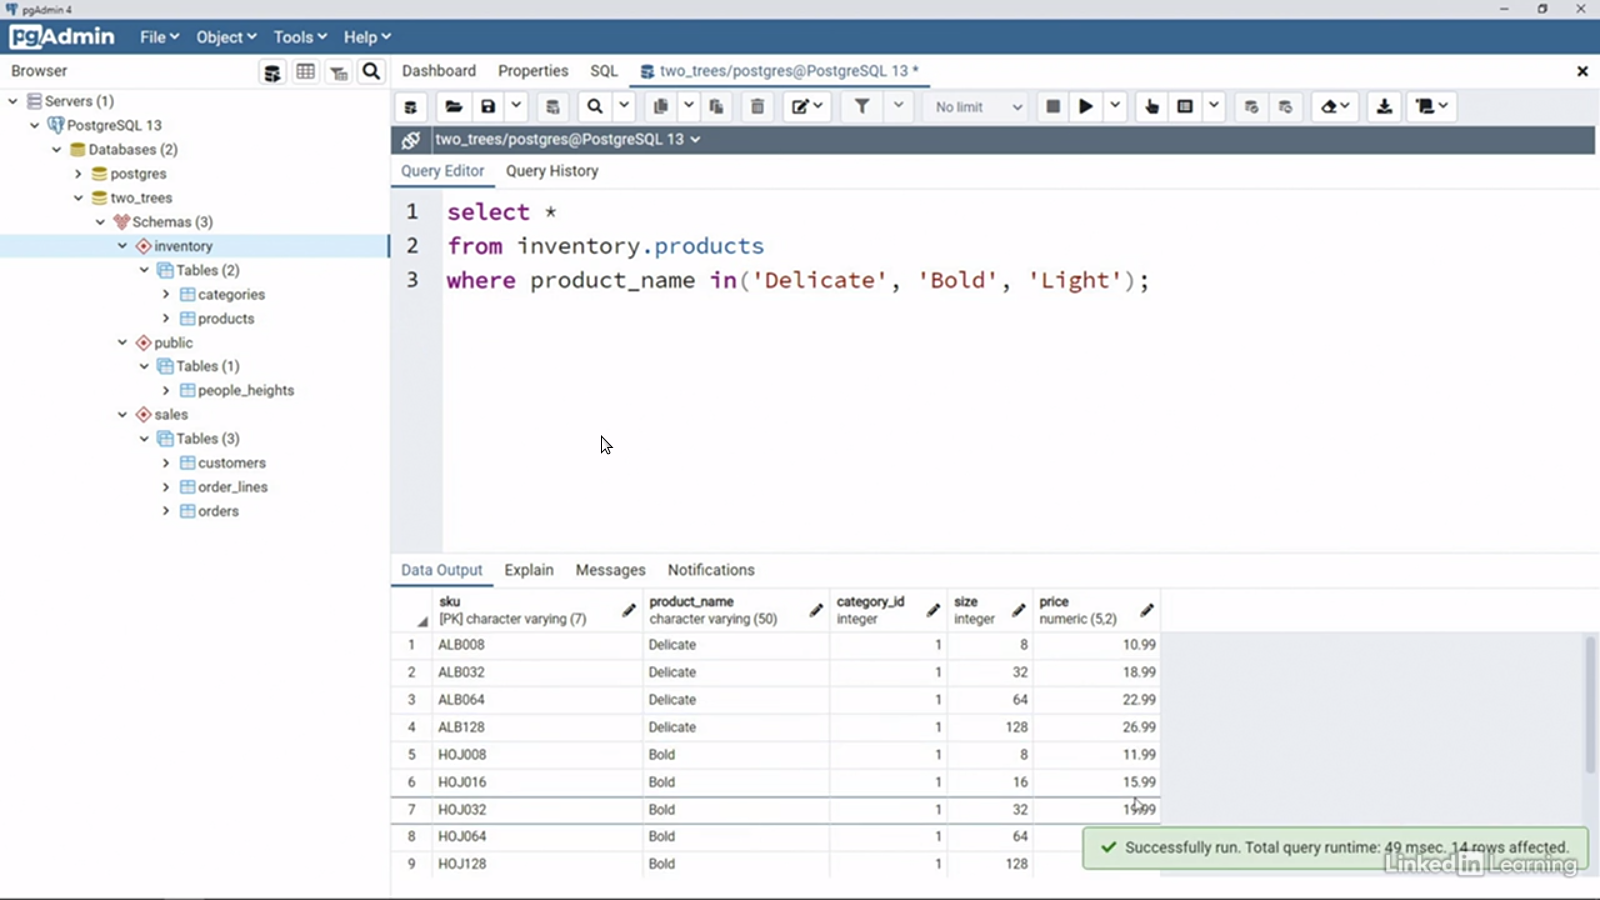 pgAdmin 4
pgAdmin File Object Tools Help
Browser
Dashboard Properties SQL two_trees/postgres@PostgreSQL 13 *
Servers (1)
PostgreSQL 13
Databases (2)
postgres
two_trees
Schemas (3)
inventory
Tables (2)
categories
products
public
Tables (1)
people_heights
sales
Tables (3)
customers
order_lines
orders
No limit
two_trees/postgres@PostgreSQL 13
Query Editor Query History
1 select *
2 from inventory.products
3 where product_name in('Delicate', 'Bold', 'Light');
Data Output Explain Messages Notifications
sku product_name category_id size price
[PK] character varying (7) character varying (50) integer integer numeric (5,2)
1 ALB008 Delicate 1 8 10.99
2 ALB032 Delicate 1 32 18.99
3 ALB064 Delicate 1 64 22.99
4 ALB128 Delicate 1 128 26.99
5 HOJ008 Bold 1 8 11.99
6 HOJ016 Bold 1 16 15.99
7 HOJ032 Bold 1 32 19.99
8 HOJ064 Bold 1 64
9 HOJ128 Bold 1 128
Successfully run. Total query runtime: 49 msec. 14 rows affected.
LinkedIn Learning